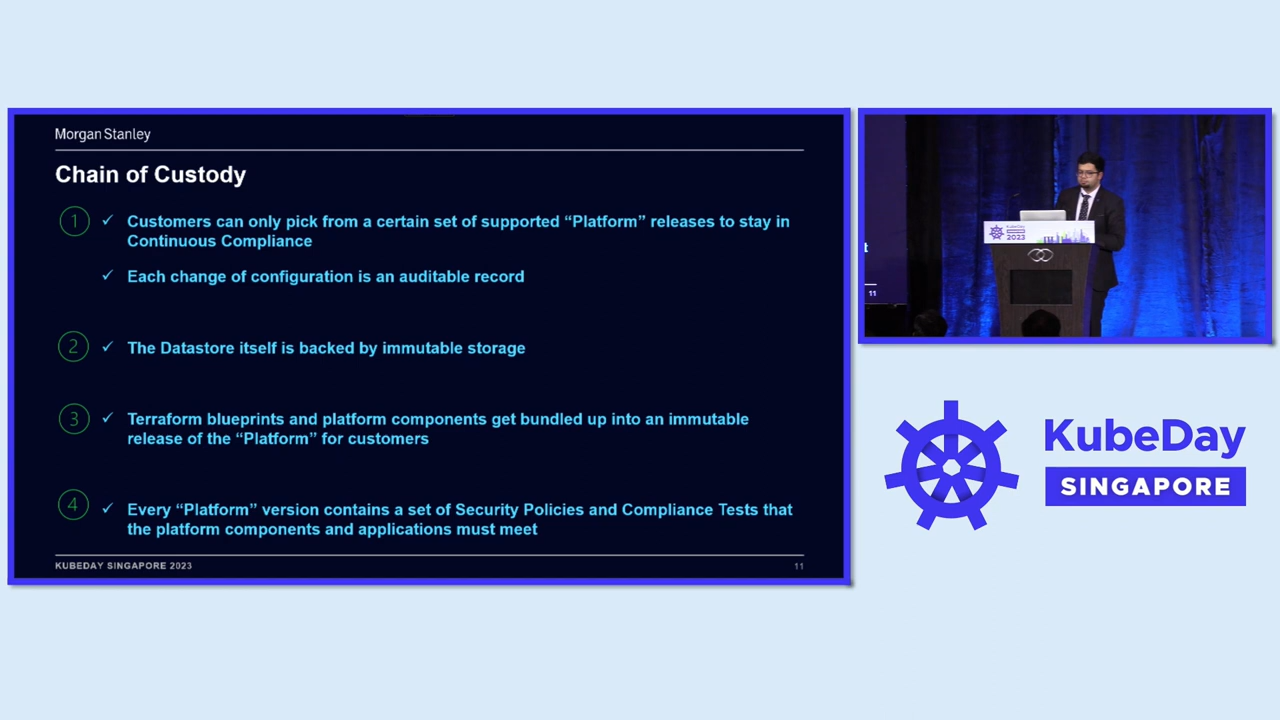 Morgan Stanley
Chain of Custody
1 ✓ Customers can only pick from a certain set of supported “Platform” releases to stay in
Continuous Compliance
✓ Each change of configuration is an auditable record
2 ✓ The Datastore itself is backed by immutable storage
3 ✓ Terraform blueprints and platform components get bundled up into an immutable
release of the “Platform” for customers
4 ✓ Every “Platform” version contains a set of Security Policies and Compliance Tests that
the platform components and applications must meet
KUBEDAY SINGAPORE 2023
11
t
11
KubeDay
2023
KubeDay
SINGAPORE